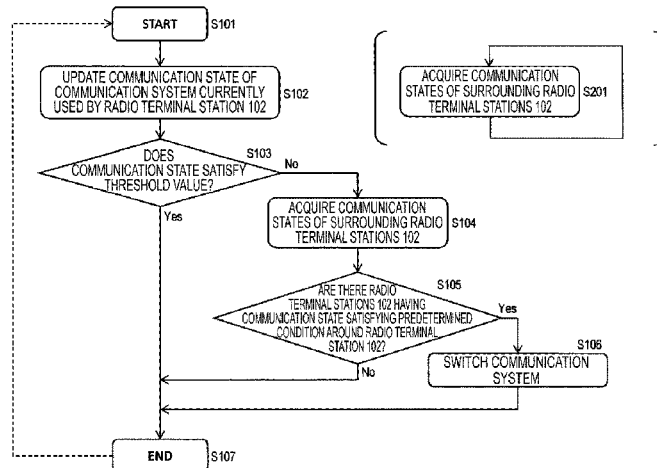 START
S101
UPDATE COMMUNICATION STATE OF
COMMUNICATION SYSTEM CURRENTLY
USED BY RADIO TERMINAL STATION 102
S102
ACQUIRE COMMUNICATION
STATES OF SURROUNDING RADIO
TERMINAL STATIONS 102
S201
DOES
COMMUNICATION STATE SATISFY
THRESHOLD VALUE?
S103
No
Yes
ACQUIRE COMMUNICATION
STATES OF SURROUNDING RADIO
TERMINAL STATIONS 102
S104
ARE THERE RADIO
TERMINAL STATIONS 102 HAVING
COMMUNICATION STATE SATISFYING PREDETERMINED
CONDITION AROUND RADIO TERMINAL
STATION 102?
S105
Yes
No
SWITCH COMMUNICATION
SYSTEM
S106
END
S107